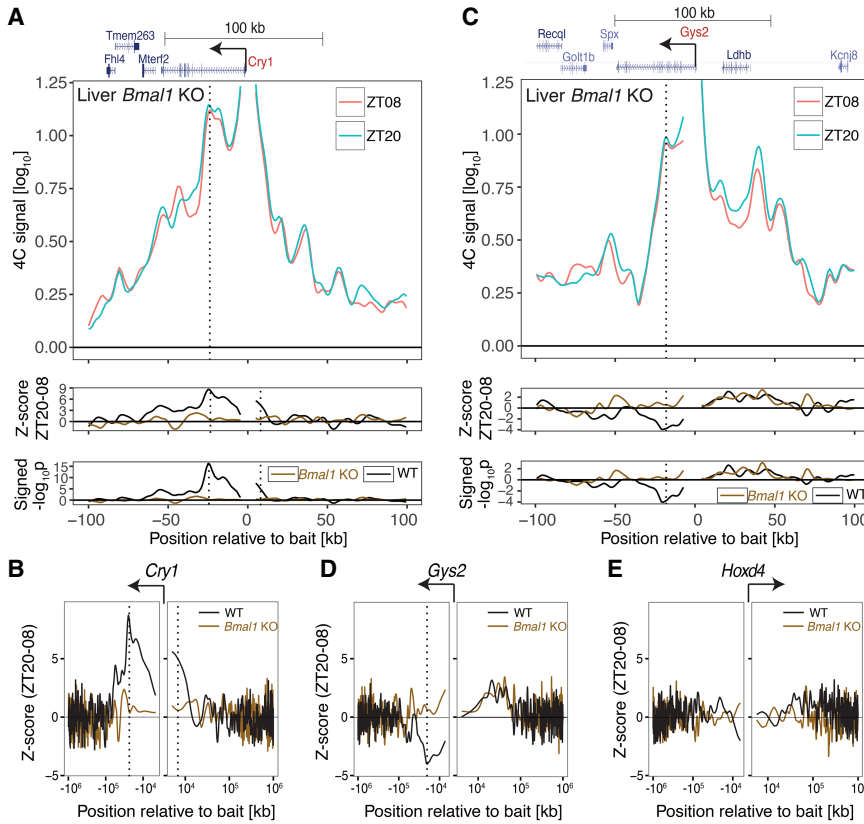 A
100 kb
Tmem263
Fhl4
Mterf2
Cry1
Liver Bmal1 KO
ZT08
ZT20
1.25
1.00
0.75
0.50
0.25
0.00
4C signal [log10]
Z-score
ZT20-08
9
6
3
0
Signed
-log10p
15
10
5
0
Bmal1 KO
WT
−100
−50
0
50
100
Position relative to bait [kb]
C
100 kb
Gys2
Recql
Spx
Golt1b
Ldhb
Kcnj8
Liver Bmal1 KO
ZT08
ZT20
1.25
1.00
0.75
0.50
0.25
0.00
4C signal [log10]
Z-score
ZT20-08
2
0
−2
−4
Signed
-log10p
2
0
−2
−4
Bmal1 KO
WT
−100
−50
0
50
100
Position relative to bait [kb]
B
Cry1
WT
Bmal1 KO
Z-score (ZT20-08)
5
0
−5
-10^6
-10^5
-10^4
10^4
10^5
10^6
Position relative to bait [kb]
D
Gys2
WT
Bmal1 KO
Z-score (ZT20-08)
5
0
−5
-10^6
-10^5
-10^4
10^4
10^5
10^6
Position relative to bait [kb]
E
Hoxd4
WT
Bmal1 KO
Z-score (ZT20-08)
5
0
−5
-10^6
-10^5
-10^4
10^4
10^5
10
Position relative to bait [kb]